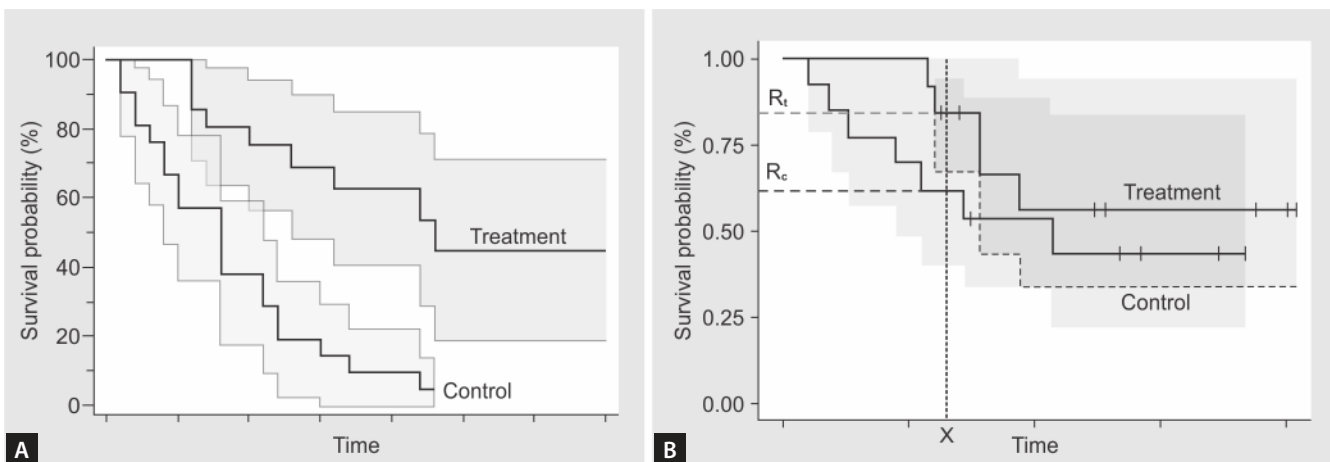 Survival probability (%)
100
80
60
40
20
0
Treatment
Control
Time
A
Survival probability (%)
1.00
0.75
0.50
0.25
0.00
Rt
Rc
Treatment
Control
X
Time
B